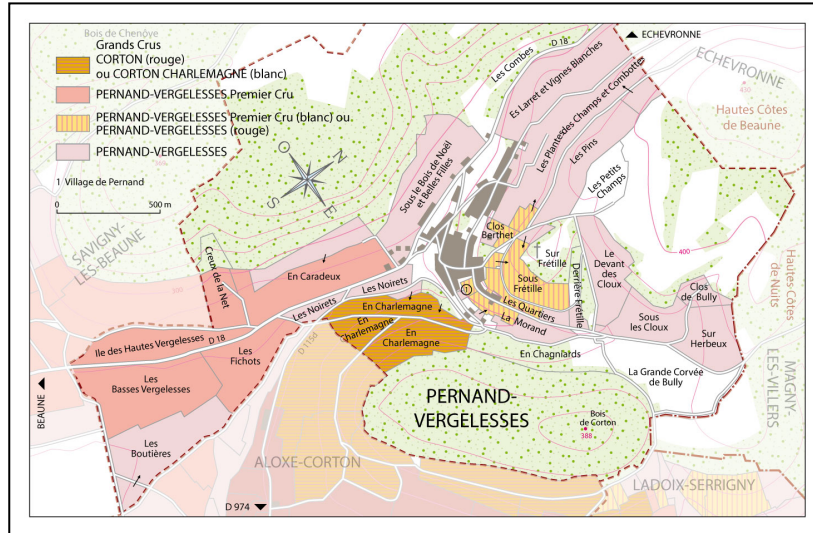 Bois de Chenôye
Grands Crus
CORTON (rouge)
ou CORTON CHARLEMAGNE (blanc)
PERNAND-VERGELESSES Premier Cru
PERNAND-VERGELESSES Premier Cru (blanc) ou
PERNAND-VERGELESSES (rouge)
PERNAND-VERGELESSES
1 Village de Pernand
0
500 m
N
E
S
O
ECHEVRONNE
D 18
Les Combes
Es Larret et Vignes Blanches
ECHEVRONNE
Hautes Côtes
de Beaune
Les Plantes des Champs et Combottes
Les Pins
Les Petits
Champs
400
Sous le Bois de Noël
et Belles Filles
Clos
Berthet
Sur
Frétille
Sous
Frétille
Derrière Frétille
Le Devant
des
Cloux
Clos
de Bully
Hautes-Côtes
de Nuits
SAVIGNY-
LES-BEAUNE
Creux de la Net
En Caradeux
Les Noirets
Les Noirets
1
Les Quartiers
La Morand
Sous
les Cloux
Sur
Herbeux
En Charlemagne
En
Charlemagne
En
Charlemagne
En Chagniards
La Grande Corvée
de Bully
MAGNY-
LES-VILLERS
Ile des Hautes Vergelesses
D 18
D 115d
Les
Fichots
Les
Basses Vergelesses
BEAUNE
PERNAND-
VERGELESSES
Bois
de Corton
388
Les
Boutières
ALOXE-CORTON
LADOIX-SERRIGNY
D 974